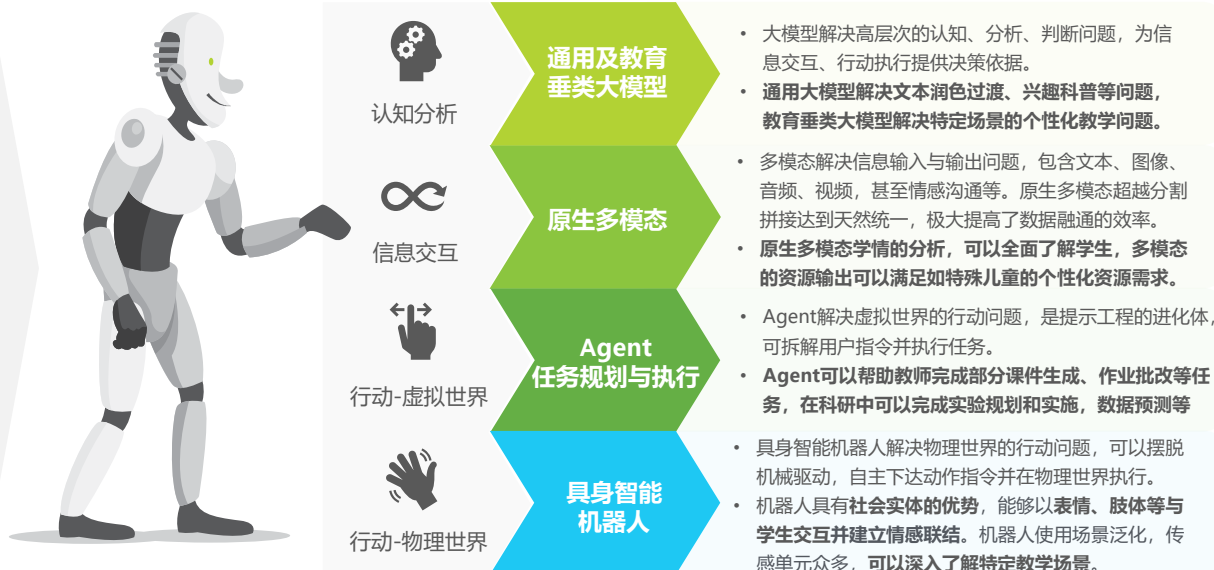 认知分析
通用及教育
垂类大模型
• 大模型解决高层次的认知、分析、判断问题，为信
息交互、行动执行提供决策依据。
• 通用大模型解决文本润色过渡、兴趣科普等问题，
教育垂类大模型解决特定场景的个性化教学问题。
信息交互
原生多模态
• 多模态解决信息输入与输出问题，包含文本、图像、
音频、视频，甚至情感沟通等。原生多模态超越分割
拼接达到天然统一，极大提高了数据融通的效率。
• 原生多模态学情的分析，可以全面了解学生，多模态
的资源输出可以满足如特殊儿童的个性化资源需求。
行动-虚拟世界
Agent
任务规划与执行
• Agent解决虚拟世界的行动问题，是提示工程的进化体，
可拆解用户指令并执行任务。
• Agent可以帮助教师完成部分课件生成、作业批改等任
务，在科研中可以完成实验规划和实施，数据预测等
行动-物理世界
具身智能
机器人
• 具身智能机器人解决物理世界的行动问题，可以摆脱
机械驱动，自主下达动作指令并在物理世界执行。
• 机器人具有社会实体的优势，能够以表情、肢体等与
学生交互并建立情感联结。机器人使用场景泛化，传
感单元众多，可以深入了解特定教学场景。